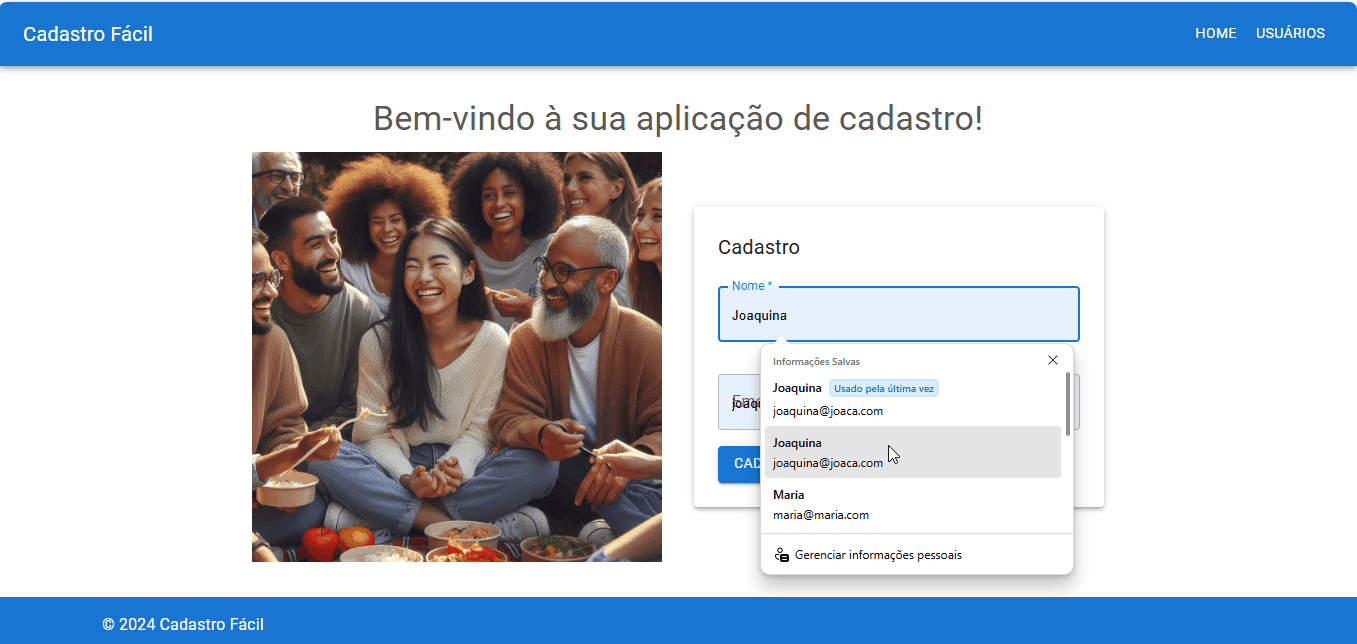 Cadastro Fácil
HOME USUÁRIOS
Bem-vindo à sua aplicação de cadastro!
Cadastro
Nome *
Joaquina
Informações Salvas
Joaquina Usado pela última vez
joaquina@joaca.com
Joaquina
joaquina@joaca.com
Maria
maria@maria.com
Gerenciar informações pessoais
CAD
© 2024 Cadastro Fácil